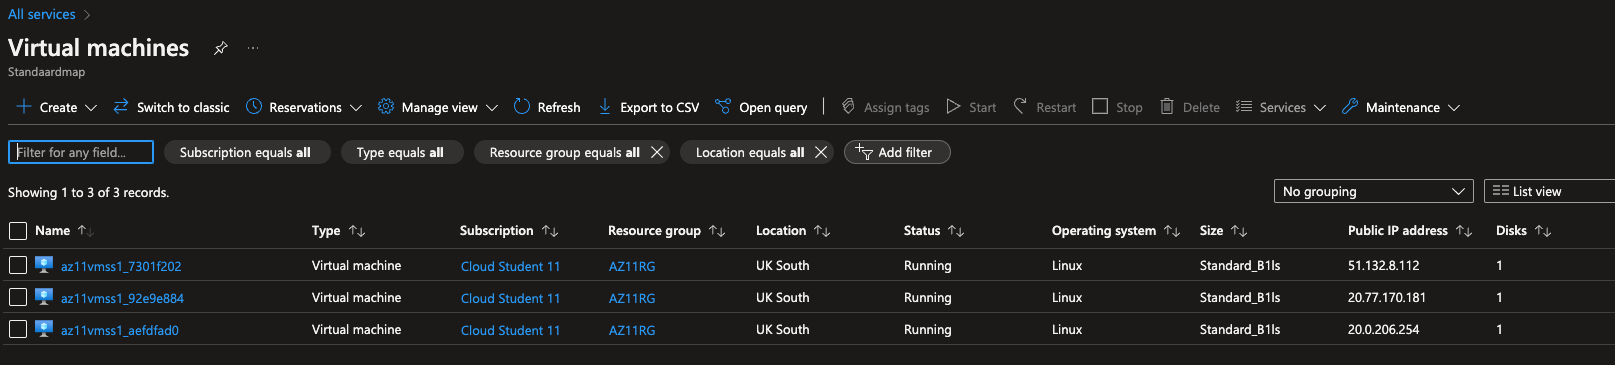 All services
Virtual machines ...
Standaardmap
Create Switch to classic Reservations Manage view Refresh Export to CSV Open query Assign tags Start Restart Stop Delete Services Maintenance
Filter for any field... Subscription equals all Type equals all Resource group equals all Location equals all Add filter
Showing 1 to 3 of 3 records.
No grouping List view
Name Type Subscription Resource group Location Status Operating system Size Public IP address Disks
az11vmss1_7301f202 Virtual machine Cloud Student 11 AZ11RG UK South Running Linux Standard_B1ls 51.132.8.112 1
az11vmss1_92e9e884 Virtual machine Cloud Student 11 AZ11RG UK South Running Linux Standard_B1ls 20.77.170.181 1
az11vmss1_aefdfad0 Virtual machine Cloud Student 11 AZ11RG UK South Running Linux Standard_B1ls 20.0.206.254 1